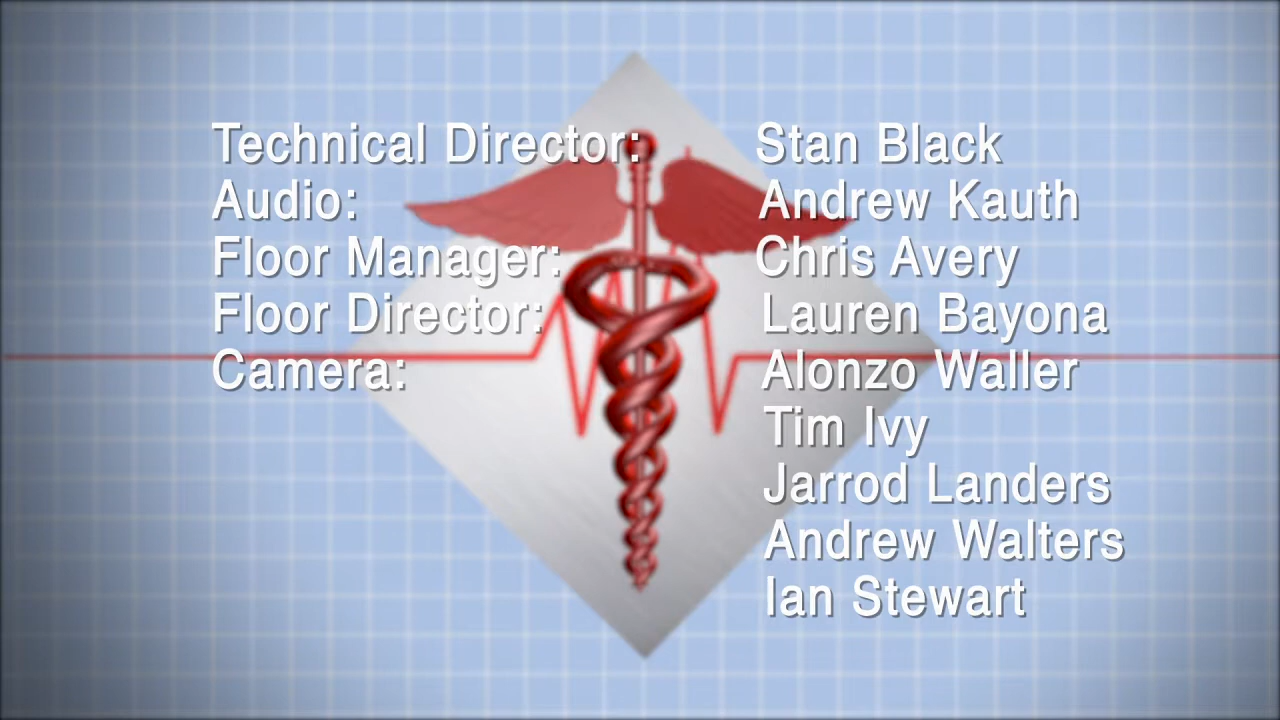 Technical Director: Stan Black
Audio: Andrew Kauth
Floor Manager: Chris Avery
Floor Director: Lauren Bayona
Camera: Alonzo Waller
Tim Ivy
Jarrod Landers
Andrew Walters
Ian Stewart